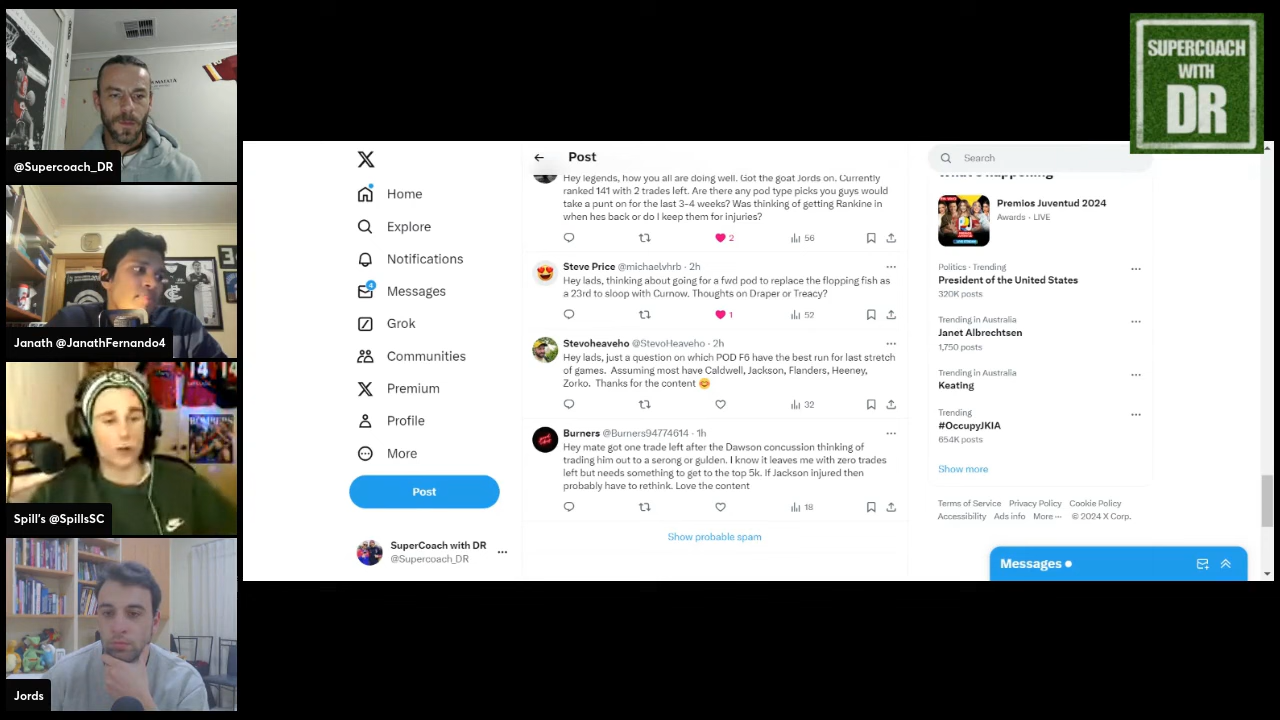 @Supercoach_DR
Janath @JanathFernando4
Spill's @SpillsSC
Jords
Home
Explore
Notifications
4
Messages
Grok
Communities
Premium
Profile
More
Post
SuperCoach with DR
@Supercoach_DR
Post
Hey legends, how you all are doing well. Got the goat Jords on. Currently
ranked 141 with 2 trades left. Are there any pod type picks you guys would
take a punt on for the last 3-4 weeks? Was thinking of getting Rankine in
when hes back or do I keep them for injuries?
2
56
Steve Price @michaelvhrb · 2h
Hey lads, thinking about going for a fwd pod to replace the flopping fish as
a 23rd to sloop with Curnow. Thoughts on Draper or Treacy?
1
52
Stevoheaveho @StevoHeaveho · 2h
Hey lads, just a question on which POD F6 have the best run for last stretch
of games. Assuming most have Caldwell, Jackson, Flanders, Heeney,
Zorko. Thanks for the content 😊
32
Burners @Burners94774614 · 1h
Hey mate got one trade left after the Dawson concussion thinking of
trading him out to a serong or gulden. I know it leaves me with zero trades
left but needs something to get to the top 5k. If Jackson injured then
probably have to rethink. Love the content
18
Show probable spam
Search
What's happening
Premios Juventud 2024
Awards · LIVE
Politics · Trending
President of the United States
320K posts
Trending in Australia
Janet Albrechtsen
1,750 posts
Trending in Australia
Keating
Trending
#OccupyJKIA
654K posts
Show more
Terms of Service Privacy Policy Cookie Policy
Accessibility Ads info More ··· © 2024 X Corp.
Messages
SUPERCOACH
WITH
DR